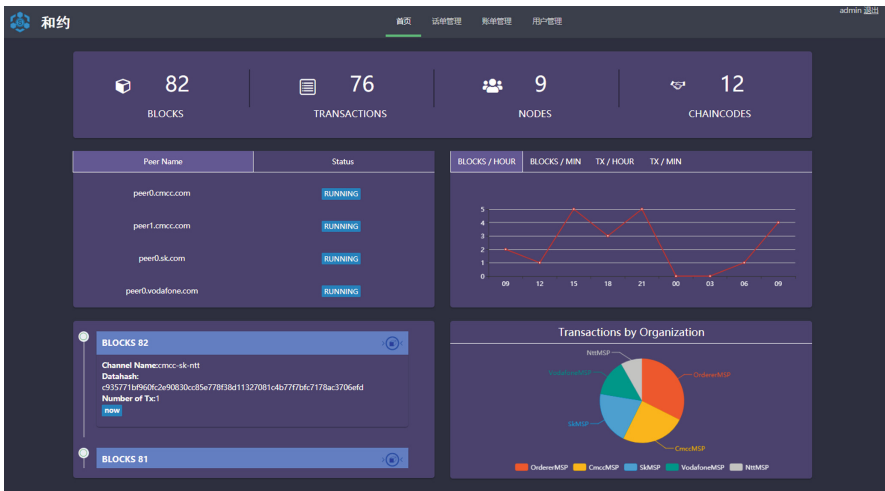 和约
首页 话单管理 账单管理 用户管理
admin 退出
82
BLOCKS
76
TRANSACTIONS
9
NODES
12
CHAINCODES
Peer Name Status
peer0.cmcc.com RUNNING
peer1.cmcc.com RUNNING
peer0.sk.com RUNNING
peer0.vodafone.com RUNNING
BLOCKS / HOUR BLOCKS / MIN TX / HOUR TX / MIN
5
4
3
2
1
0
09 12 15 18 21 00 03 06 09
BLOCKS 82
Channel Name:cmcc-sk-ntt
Datahash:
c935771bf960fc2e90830cc85e778f38d11327081c4b77f7bfc7178ac3706efd
Number of Tx:1
now
BLOCKS 81
Transactions by Organization
NttMSP
VodafoneMSP
OrdererMSP
SkMSP
CmccMSP
OrdererMSP CmccMSP SkMSP VodafoneMSP NttMSP